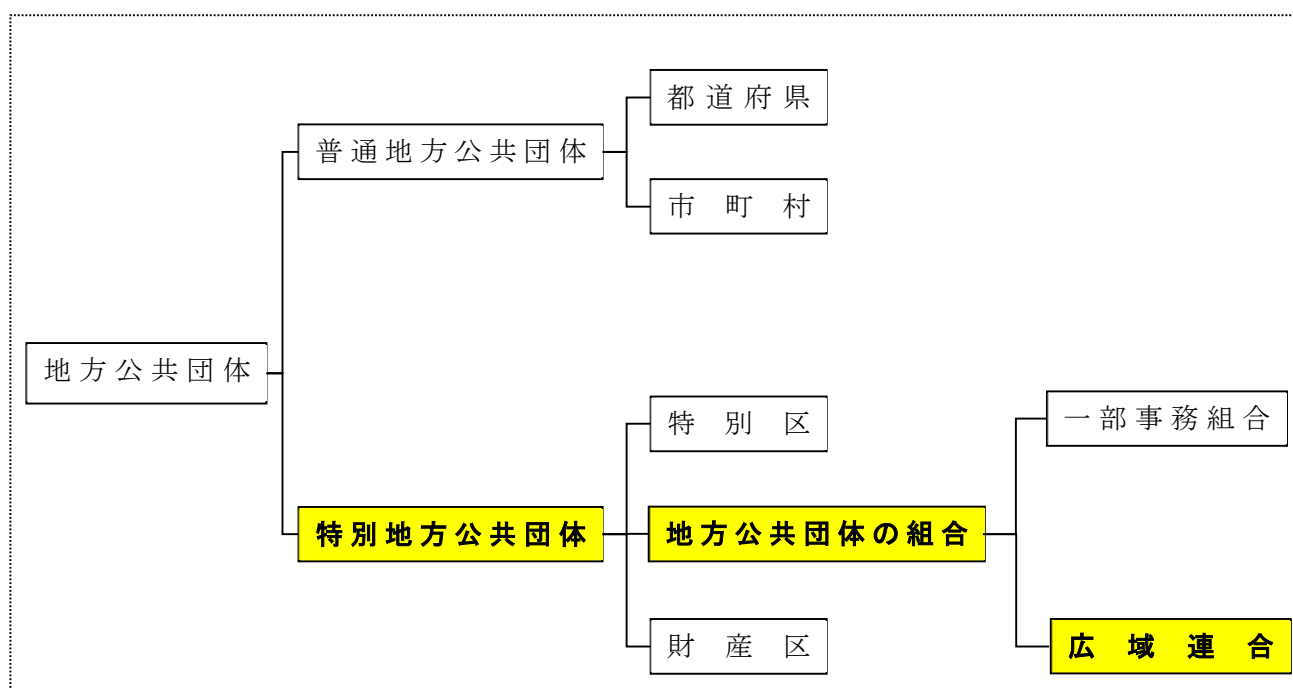 都道府県
普通地方公共団体
市町村
地方公共団体
特別区
一部事務組合
特別地方公共団体
地方公共団体の組合
財産区
広域連合